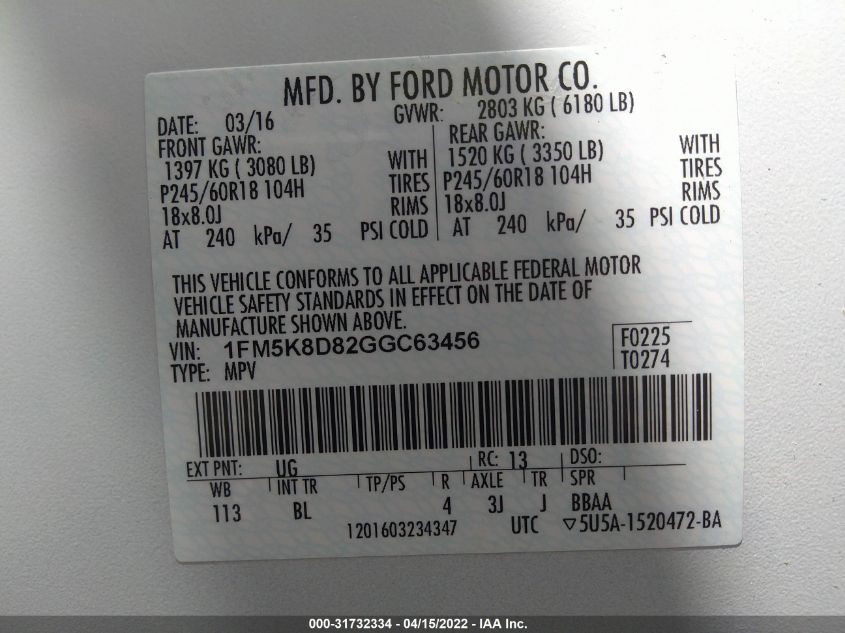 MFD. BY FORD MOTOR CO.
DATE: 03/16 GVWR: 2803 KG ( 6180 LB)
FRONT GAWR: REAR GAWR:
1397 KG ( 3080 LB) WITH 1520 KG ( 3350 LB) WITH
P245/60R18 104H TIRES P245/60R18 104H TIRES
18x8.0J RIMS 18x8.0J RIMS
AT 240 kPa/ 35 PSI COLD AT 240 kPa/ 35 PSI COLD
THIS VEHICLE CONFORMS TO ALL APPLICABLE FEDERAL MOTOR
VEHICLE SAFETY STANDARDS IN EFFECT ON THE DATE OF
MANUFACTURE SHOWN ABOVE.
VIN: 1FM5K8D82GGC63456 F0225
TYPE: MPV T0274
EXT PNT: UG RC: 13 DSO:
WB INT TR TP/PS R AXLE TR SPR
113 BL 4 3J J BBAA
1201603234347 UTC ▽5U5A-1520472-BA
000-31732334 - 04/15/2022 - IAA Inc.